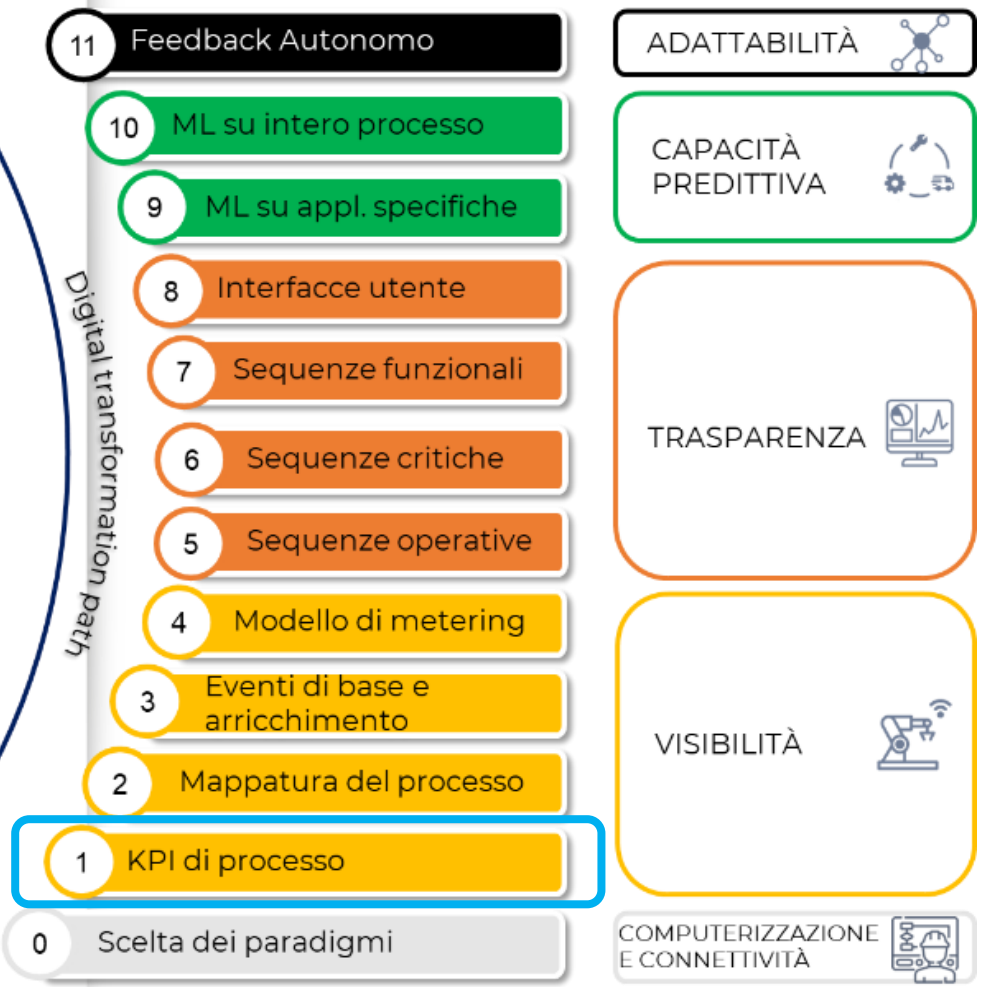 11 Feedback Autonomo
ADATTABILITÀ
10 ML su intero processo
9 ML su appl. specifiche
CAPACITÀ
PREDITTIVA
8 Interfacce utente
7 Sequenze funzionali
6 Sequenze critiche
5 Sequenze operative
TRASPARENZA
4 Modello di metering
3 Eventi di base e
arricchimento
2 Mappatura del processo
1 KPI di processo
VISIBILITÀ
0 Scelta dei paradigmi
COMPUTERIZZAZIONE
E CONNETTIVITÀ
Digital transformation path